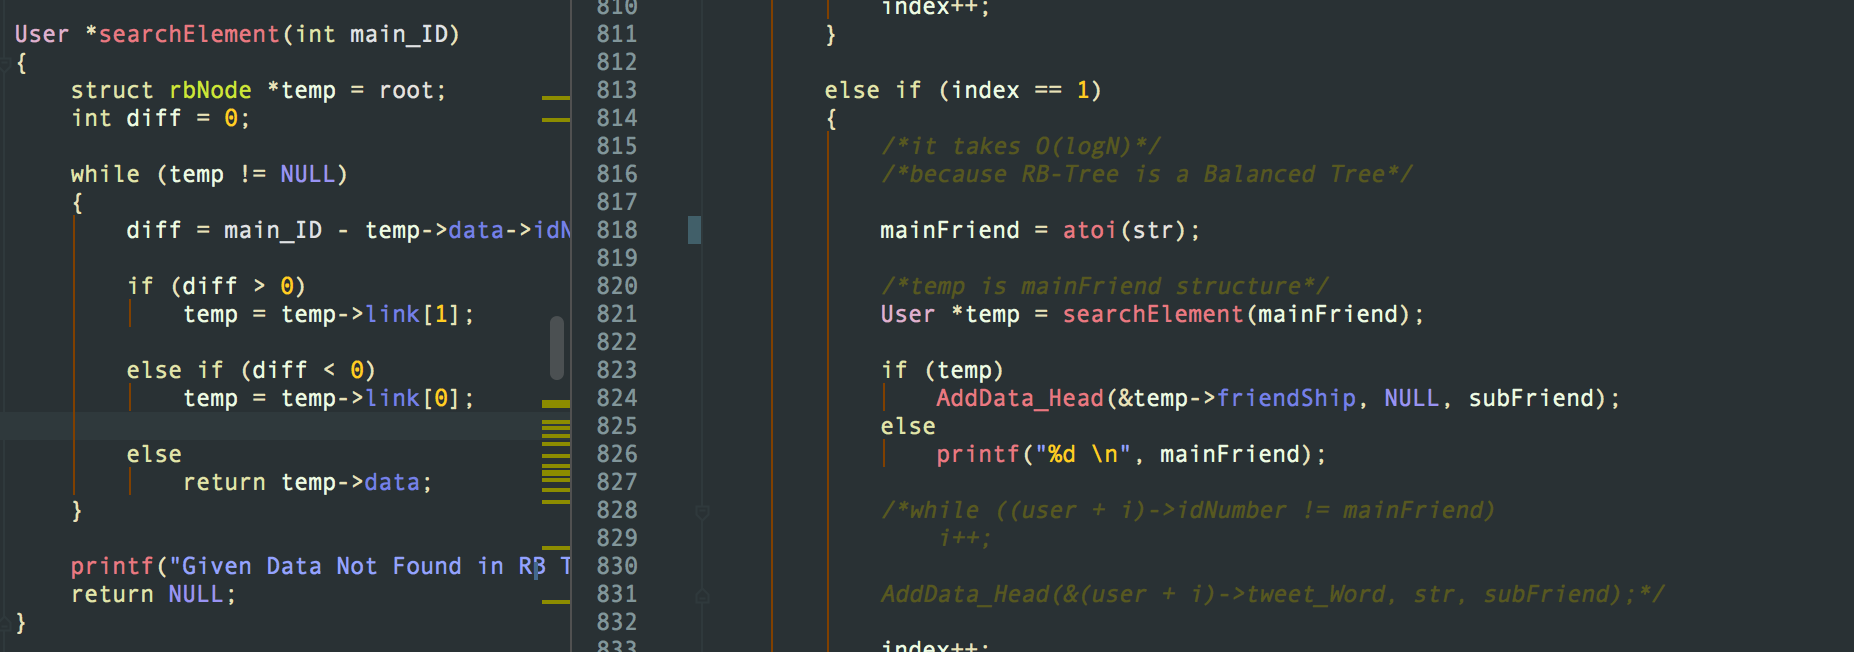 User *searchElement(int main_ID)
{
struct rbNode *temp = root;
int diff = 0;
while (temp != NULL)
{
diff = main_ID - temp->data->idN
if (diff > 0)
temp = temp->link[1];
else if (diff < 0)
temp = temp->link[0];
else
return temp->data;
}
printf("Given Data Not Found in RB T
return NULL;
}
810 index++;
811 }
812
813 else if (index == 1)
814 {
815 /*it takes O(logN)*/
816 /*because RB-Tree is a Balanced Tree*/
817
818 mainFriend = atoi(str);
819
820 /*temp is mainFriend structure*/
821 User *temp = searchElement(mainFriend);
822
823 if (temp)
824 AddData_Head(&temp->friendShip, NULL, subFriend);
825 else
826 printf("%d \n", mainFriend);
827
828 /*while ((user + i)->idNumber != mainFriend)
829 i++;
830
831 AddData_Head(&(user + i)->tweet_Word, str, subFriend);*/
832
833 index++;